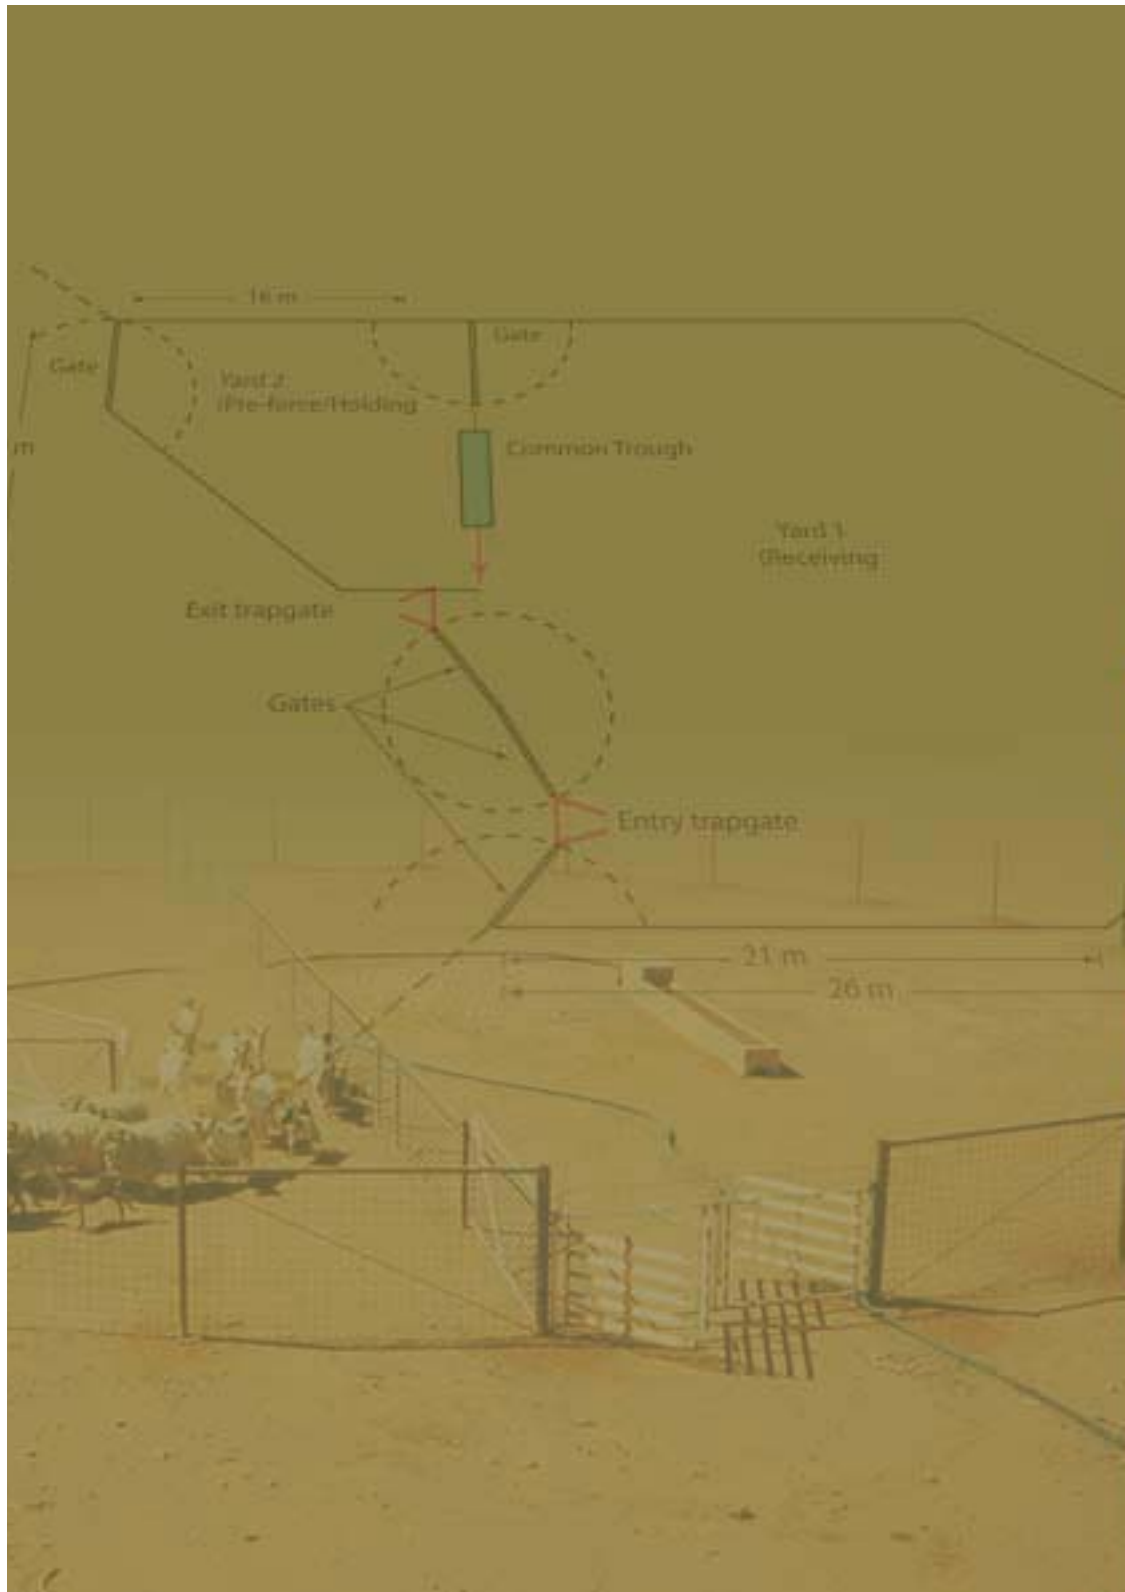 16 m
Gate
Gate
Yard 2
(Pre-force/Holding
m
Common Trough
Yard 1
(Receiving
Exit trapgate
Gates
Entry trapgate
21 m
26 m